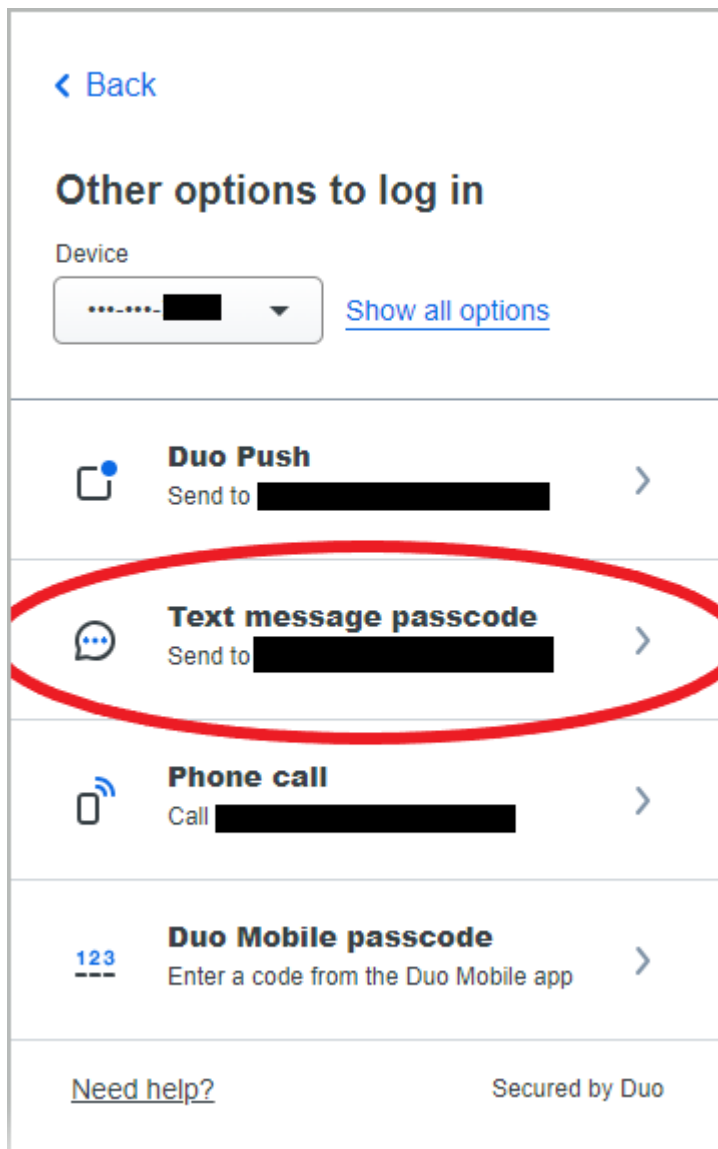 Back
Other options to log in
Device
•••-•••-
Show all options
Duo Push
Send to
Text message passcode
Send to
Phone call
Call
123
Duo Mobile passcode
Enter a code from the Duo Mobile app
Need help?
Secured by Duo